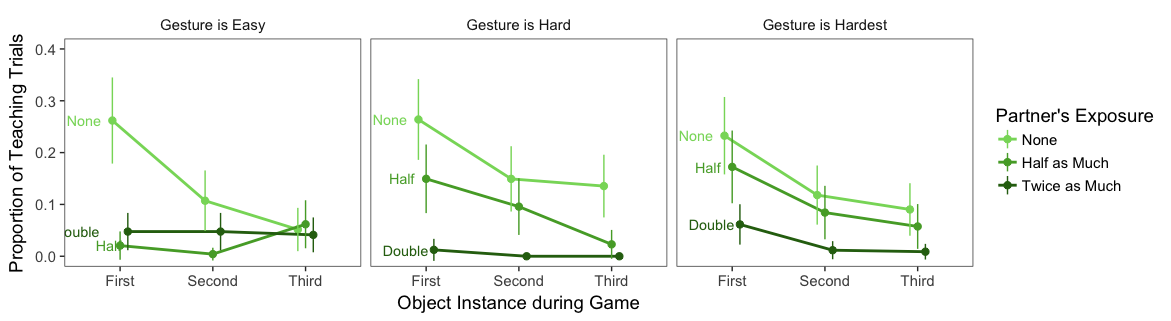 Gesture is Easy
Gesture is Hard
Gesture is Hardest
Proportion of Teaching Trials
0.4
0.3
0.2
0.1
0.0
None
ouble
Half
None
Half
Double
None
Half
Double
First
Second
Third
First
Second
Third
First
Second
Third
Object Instance during Game
Partner's Exposure
None
Half as Much
Twice as Much